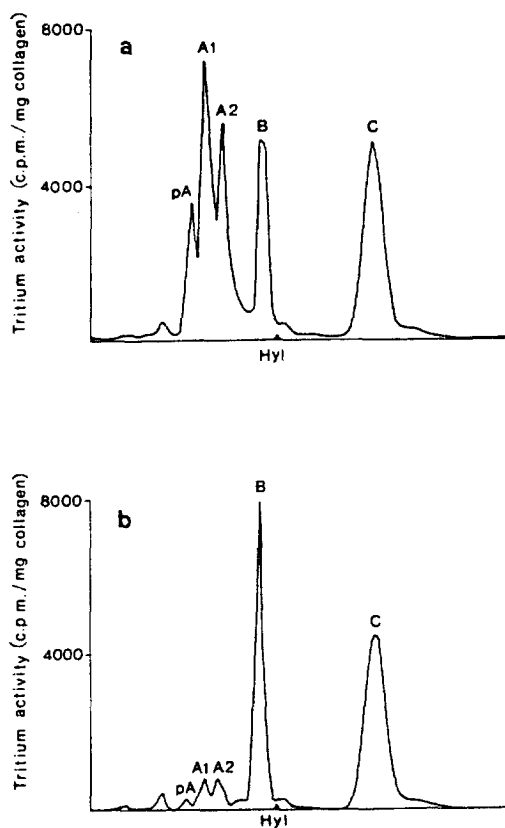 8000
a
A1
A2
B
C
pA
4000
Tritium activity (c.p.m./mg collagen)
Hyl
8000
b
B
C
4000
pA
A1
A2
Tritium activity (c.p.m./mg collagen)
Hyl